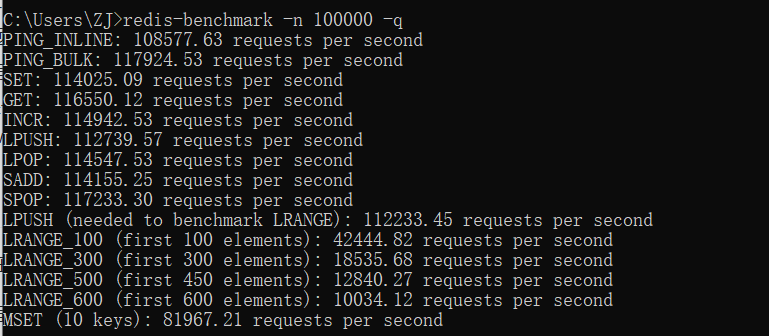 C:\Users\ZJ>redis-benchmark -n 100000 -q
PING_INLINE: 108577.63 requests per second
PING_BULK: 117924.53 requests per second
SET: 114025.09 requests per second
GET: 116550.12 requests per second
INCR: 114942.53 requests per second
LPUSH: 112739.57 requests per second
LPOP: 114547.53 requests per second
SADD: 114155.25 requests per second
SPOP: 117233.30 requests per second
LPUSH (needed to benchmark LRANGE): 112233.45 requests per second
LRANGE_100 (first 100 elements): 42444.82 requests per second
LRANGE_300 (first 300 elements): 18535.68 requests per second
LRANGE_500 (first 450 elements): 12840.27 requests per second
LRANGE_600 (first 600 elements): 10034.12 requests per second
MSET (10 keys): 81967.21 requests per second